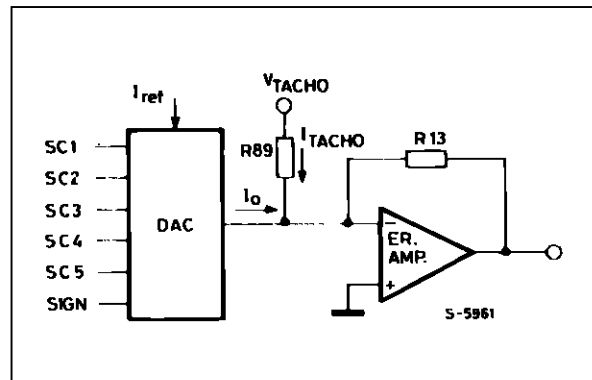 Iref
VTACHO
SC1
SC2
SC3
SC4
SC5
SIGN
DAC
R89
ITACHO
Io
R13
−
ER.
AMP.
+
S-5961